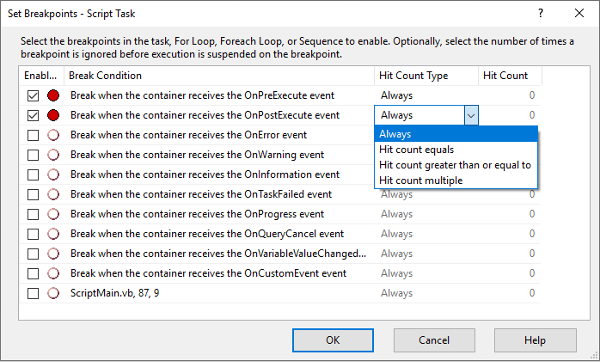 Set Breakpoints - Script Task
Select the breakpoints in the task, For Loop, Foreach Loop, or Sequence to enable. Optionally, select the number of times a
breakpoint is ignored before execution is suspended on the breakpoint.
Enabl... Break Condition Hit Count Type Hit Count
Break when the container receives the OnPreExecute event Always 0
Break when the container receives the OnPostExecute event Always 0
Break when the container receives the OnError event Always 0
Break when the container receives the OnWarning event Hit count equals 0
Break when the container receives the OnInformation event Hit count greater than or equal to 0
Break when the container receives the OnTaskFailed event Hit count multiple
Always 0
Break when the container receives the OnProgress event Always 0
Break when the container receives the OnQueryCancel event Always 0
Break when the container receives the OnVariableValueChanged... Always 0
Break when the container receives the OnCustomEvent event Always 0
ScriptMain.vb, 87, 9 Always 0
OK Cancel Help